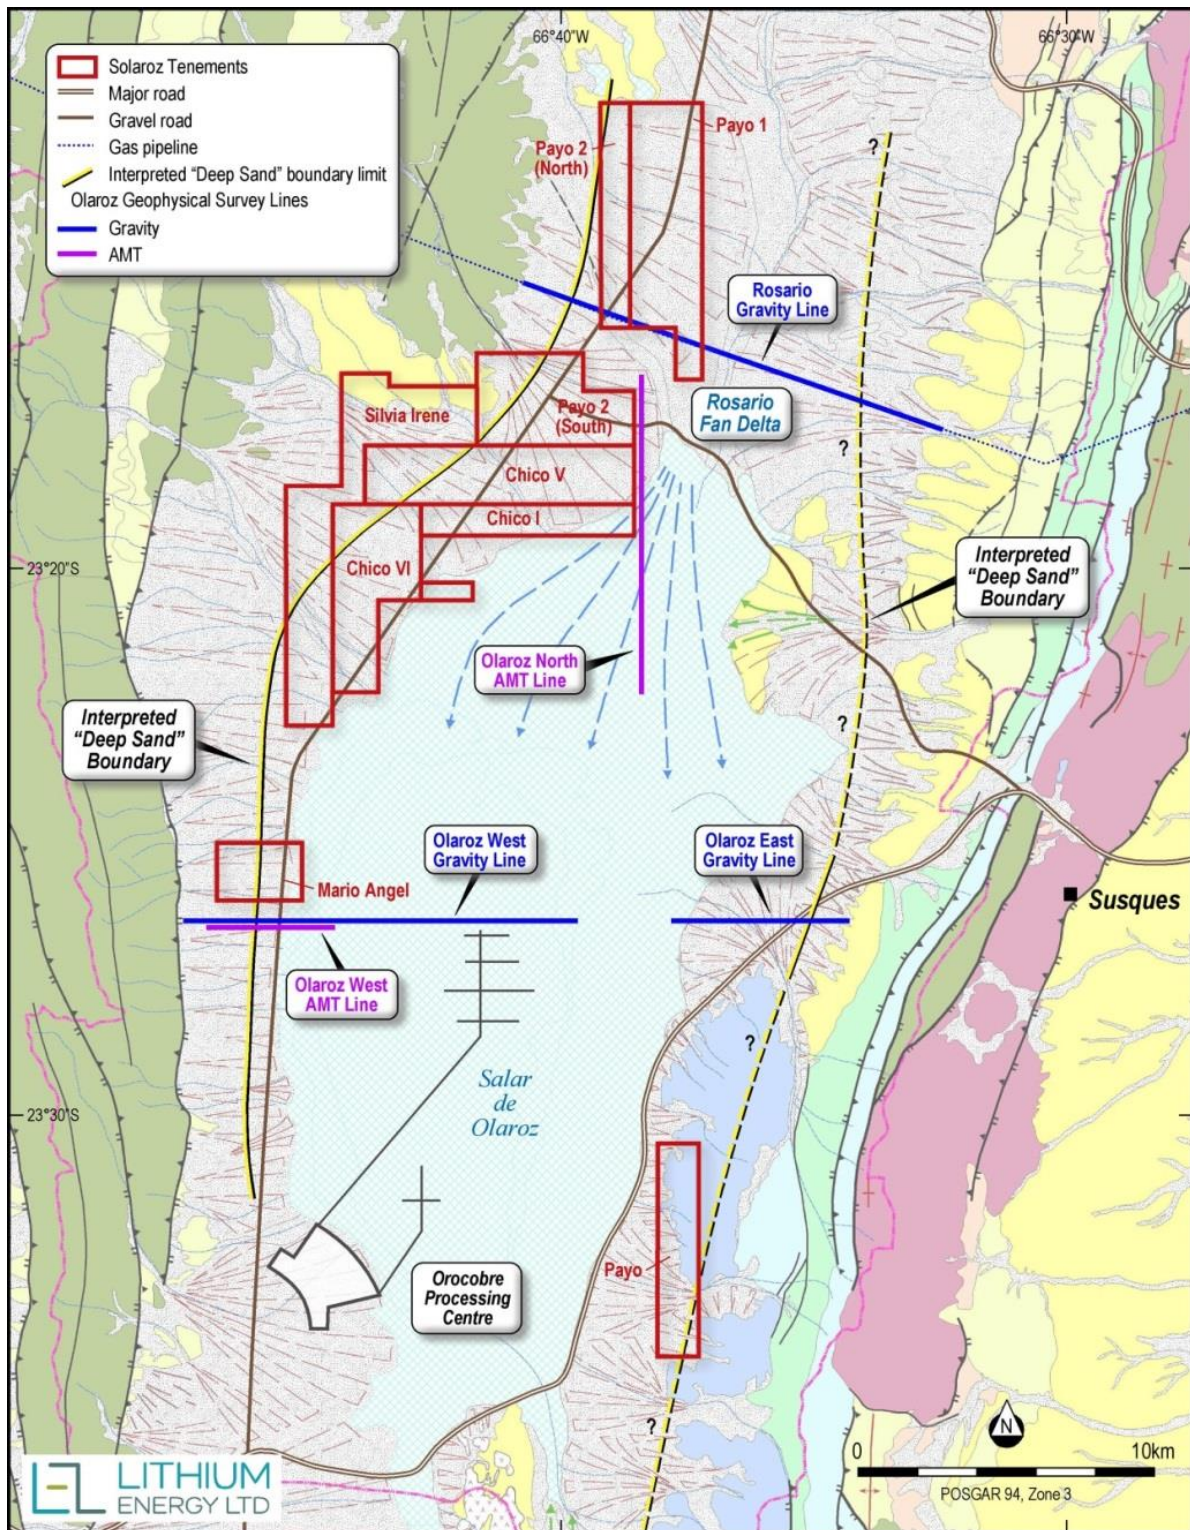 66°40'W
66°30'W
Solaroz Tenements
Major road
Gravel road
Gas pipeline
Interpreted “Deep Sand” boundary limit
Olaroz Geophysical Survey Lines
Gravity
AMT
Payo 1
Payo 2
(North)
?
Rosario
Gravity Line
Silvia Irene
Payo 2
(South)
Rosario
Fan Delta
?
Chico V
Chico I
23°20'S
Chico VI
Interpreted
“Deep Sand”
Boundary
Olaroz North
AMT Line
Interpreted
“Deep Sand”
Boundary
?
Olaroz West
Gravity Line
Olaroz East
Gravity Line
Mario Angel
Susques
Olaroz West
AMT Line
?
Salar
de
Olaroz
23°30'S
Payo
Orocobre
Processing
Centre
?
N
0
10km
POSGAR 94, Zone 3
LEL
LITHIUM
ENERGY LTD